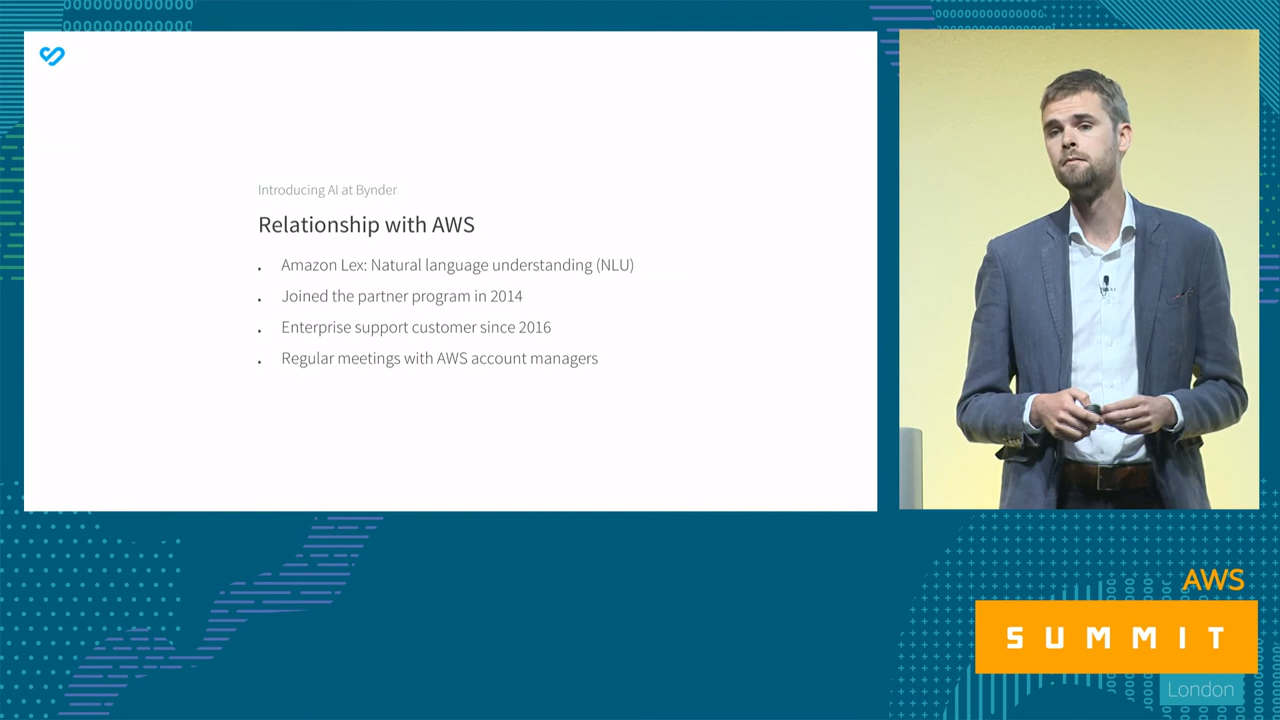 Introducing AI at Bynder
Relationship with AWS
. Amazon Lex: Natural language understanding (NLU)
. Joined the partner program in 2014
. Enterprise support customer since 2016
. Regular meetings with AWS account managers
AWS
SUMMIT
London